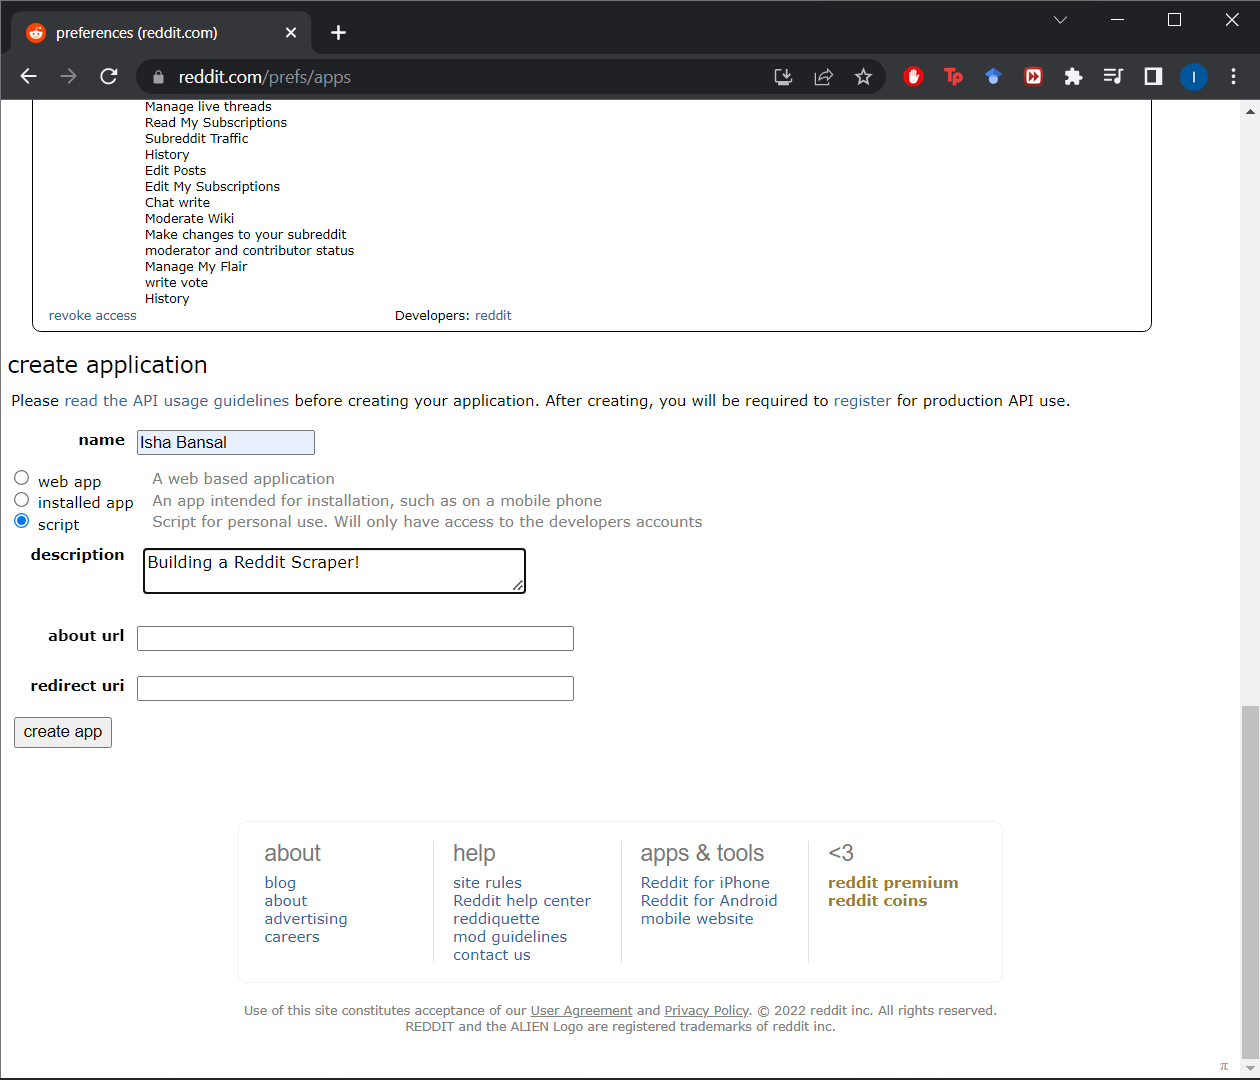 preferences (reddit.com)
reddit.com/prefs/apps
Tp
I
Manage live threads
Read My Subscriptions
Subreddit Traffic
History
Edit Posts
Edit My Subscriptions
Chat write
Moderate Wiki
Make changes to your subreddit
moderator and contributor status
Manage My Flair
write vote
History
revoke access Developers: reddit
create application
Please read the API usage guidelines before creating your application. After creating, you will be required to register for production API use.
name Isha Bansal
web app A web based application
installed app An app intended for installation, such as on a mobile phone
script Script for personal use. Will only have access to the developers accounts
description Building a Reddit Scraper!
about url
redirect uri
create app
about help apps & tools <3
blog site rules Reddit for iPhone reddit premium
about Reddit help center Reddit for Android reddit coins
advertising reddiquette mobile website
careers mod guidelines
contact us
Use of this site constitutes acceptance of our User Agreement and Privacy Policy. © 2022 reddit inc. All rights reserved.
REDDIT and the ALIEN Logo are registered trademarks of reddit inc.
π